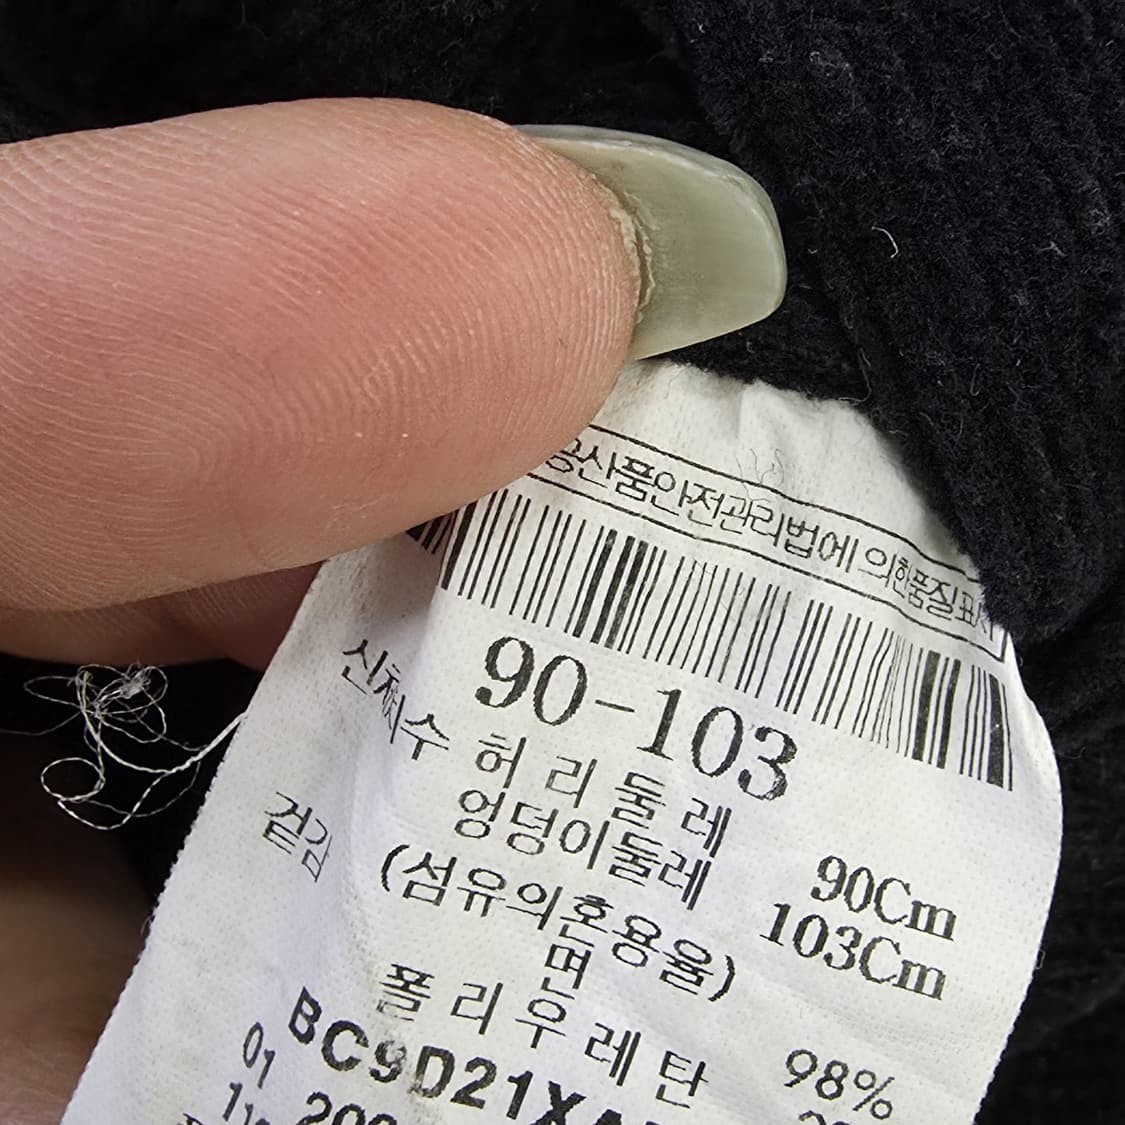 공산품안전관리법에 의한품질표시
90-103
신체치수 허리둘레 90Cm
엉덩이둘레 103Cm
겉감 (섬유의혼용율)
면 98%
폴리우레탄
BC9D21XA
01